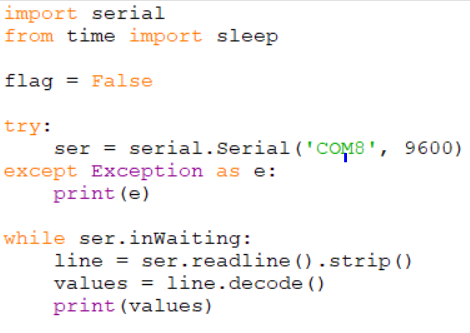 import serial
from time import sleep

flag = False

try:
    ser = serial.Serial('COM8', 9600)
except Exception as e:
    print(e)

while ser.inWaiting:
    line = ser.readline().strip()
    values = line.decode()
    print(values)